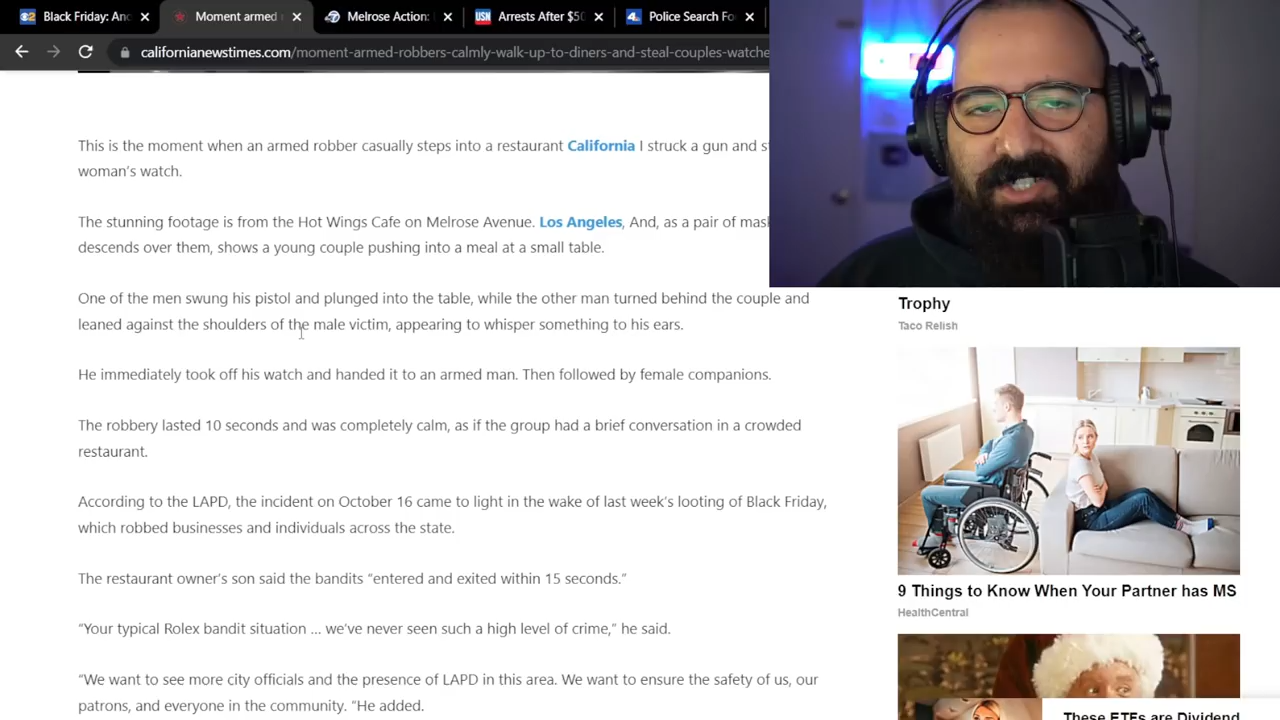 Black Friday: And
Moment armed
Melrose Action:
USN
Arrests After $50
4
Police Search Fo
californianewstimes.com/moment-armed-robbers-calmly-walk-up-to-diners-and-steal-couples-watche
This is the moment when an armed robber casually steps into a restaurant California I struck a gun and
woman's watch.
The stunning footage is from the Hot Wings Cafe on Melrose Avenue. Los Angeles, And, as a pair of
descends over them, shows a young couple pushing into a meal at a small table.
One of the men swung his pistol and plunged into the table, while the other man turned behind the couple and
leaned against the shoulders of the male victim, appearing to whisper something to his ears.
He immediately took off his watch and handed it to an armed man. Then followed by female companions.
The robbery lasted 10 seconds and was completely calm, as if the group had a brief conversation in a crowded
restaurant.
According to the LAPD, the incident on October 16 came to light in the wake of last week's looting of Black Friday,
which robbed businesses and individuals across the state.
The restaurant owner's son said the bandits “entered and exited within 15 seconds.”
“Your typical Rolex bandit situation ... we've never seen such a high level of crime,” he said.
“We want to see more city officials and the presence of LAPD in this area. We want to ensure the safety of us, our
patrons, and everyone in the community. “He added.
Trophy
Taco Relish
9 Things to Know When Your Partner has MS
HealthCentral
These ETFs are Dividend